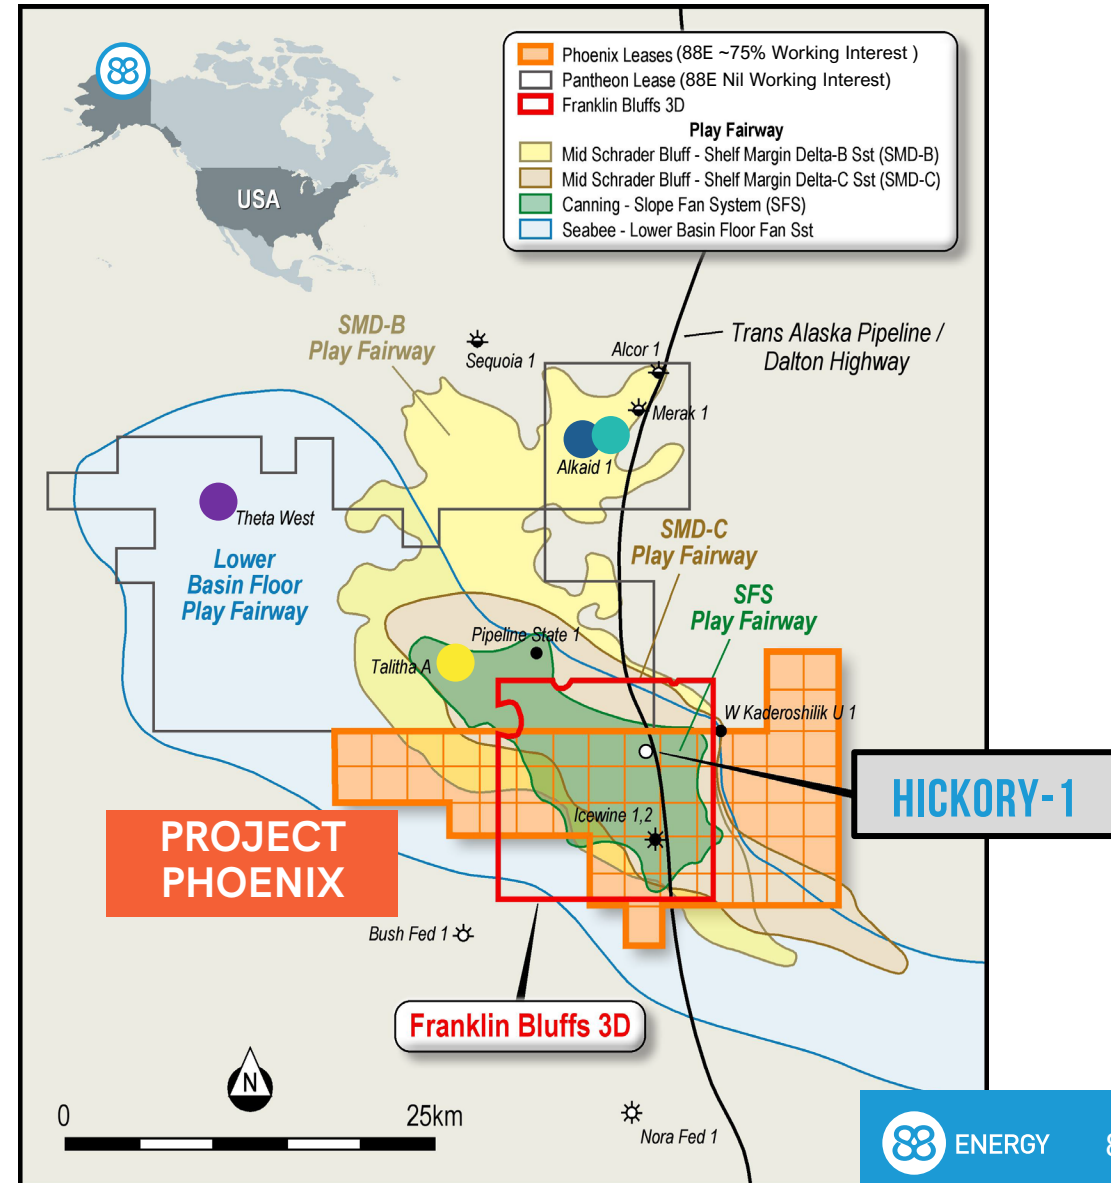 Phoenix Leases (88E ~75% Working Interest )
Pantheon Lease (88E Nil Working Interest)
Franklin Bluffs 3D
Play Fairway
Mid Schrader Bluff - Shelf Margin Delta-B Sst (SMD-B)
Mid Schrader Bluff - Shelf Margin Delta-C Sst (SMD-C)
Canning - Slope Fan System (SFS)
Seabee - Lower Basin Floor Fan Sst
88
USA
SMD-B
Play Fairway
Sequoia 1
Alcor 1
Trans Alaska Pipeline /
Dalton Highway
Merak 1
Alkaid 1
Theta West
Lower
Basin Floor
Play Fairway
SMD-C
Play Fairway
SFS
Play Fairway
Pipeline State 1
Talitha A
W Kaderoshilik U 1
HICKORY-1
Icewine 1,2
PROJECT
PHOENIX
Bush Fed 1
Franklin Bluffs 3D
N
0 25km
Nora Fed 1
88 ENERGY
8